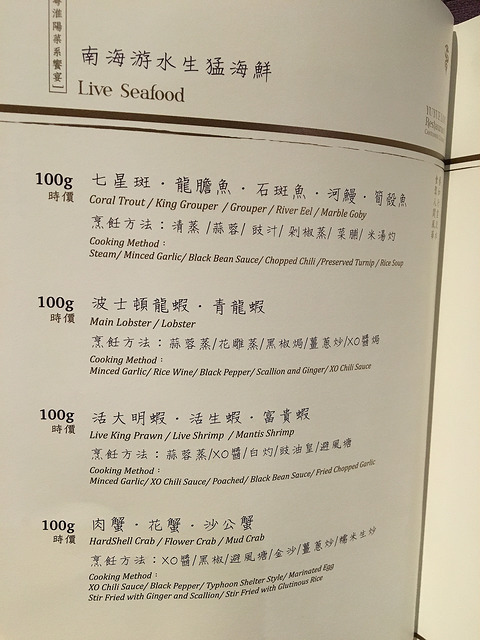 淮陽菜系饗宴
南海游水生猛海鮮
Live Seafood
100g 七星斑·龍膽魚·石斑魚·河鰻·筍殼魚
時價 Coral Trout / King Grouper / Grouper / River Eel / Marble Goby
烹飪方法：清蒸/蒜蓉/豉汁/剁椒蒸/菜脯/米湯灼
Cooking Method：
Steam/ Minced Garlic/ Black Bean Sauce/ Chopped Chili /Preserved Turnip / Rice Soup
100g 波士頓龍蝦·青龍蝦
時價 Main Lobster / Lobster
烹飪方法：蒜蓉蒸/花雕蒸/黑椒焗/薑蔥炒/XO醬焗
Cooking Method：
Minced Garlic/ Rice Wine/ Black Pepper/ Scallion and Ginger/ XO Chili Sauce
100g 活大明蝦·活生蝦·富貴蝦
時價 Live King Prawn / Live Shrimp / Mantis Shrimp
烹飪方法：蒜蓉蒸/XO醬/白灼/豉油皇/避風塘
Cooking Method：
Minced Garlic/ XO Chili Sauce/ Poached/ Black Bean Sauce/ Fried Chopped Garlic
100g 肉蟹·花蟹·沙公蟹
時價 HardShell Crab / Flower Crab / Mud Crab
烹飪方法：XO醬/黑椒/避風塘/金沙/薑蔥炒/糯米生炒
Cooking Method：
XO Chili Sauce/ Black Pepper/ Typhoon Shelter Style/ Marinated Egg
Stir Fried with Ginger and Scallion/ Stir Fried with Glutinous Rice